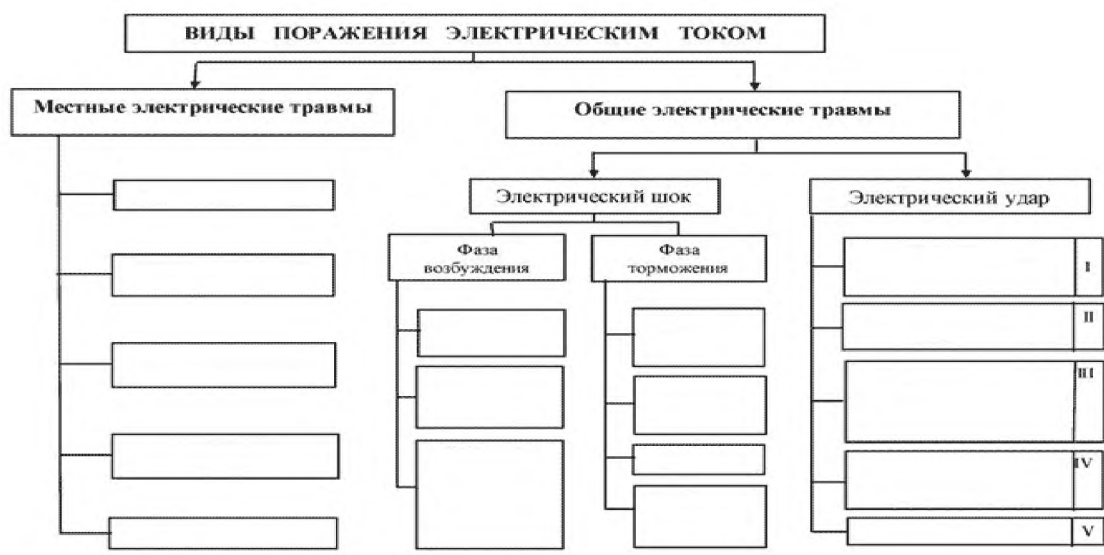 ВИДЫ ПОРАЖЕНИЯ ЭЛЕКТРИЧЕСКИМ ТОКОМ
Местные электрические травмы
Общие электрические травмы
Электрический шок
Электрический удар
Фаза
возбуждения
Фаза
торможения
I
II
III
IV
V